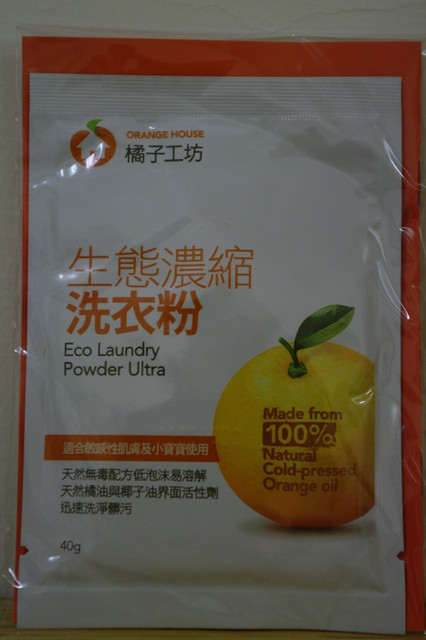 ORANGE HOUSE
橘子工坊
生態濃縮
洗衣粉
Eco Laundry
Powder Ultra
Made from
100%
Natural
Cold-pressed
Orange oil
適合敏感性肌膚及小寶寶使用
天然無毒配方低泡沫易溶解
天然橘油與椰子油界面活性劑
迅速洗淨髒污
40g